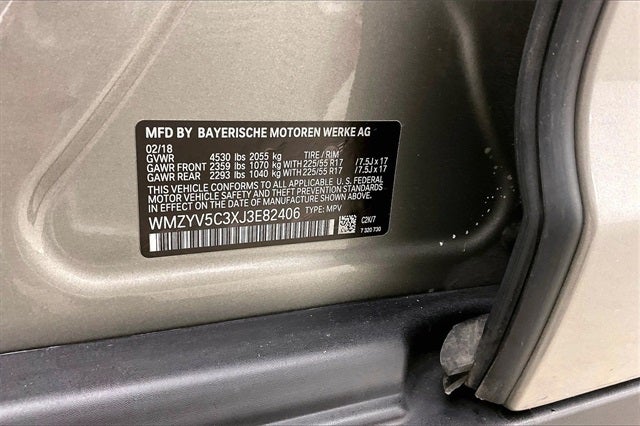 MFD BY BAYERISCHE MOTOREN WERKE AG
02/18
GVWR 4530 lbs 2055 kg TIRE / RIM
GAWR FRONT 2359 lbs 1070 kg WITH 225/55 R17 /7.5J x 17
GAWR REAR 2293 lbs 1040 kg WITH 225/55 R17 /7.5J x 17
THIS VEHICLE CONFORMS TO ALL APPLICABLE U.S. FEDERAL
MOTOR VEHICLE SAFETY, AND THEFT PREVENTION STANDARDS
IN EFFECT ON THE DATE OF MANUFACTURE SHOWN ABOVE.
WMZYV5C3XJ3E82406 TYPE: MPV
C2K/7
7 320 730